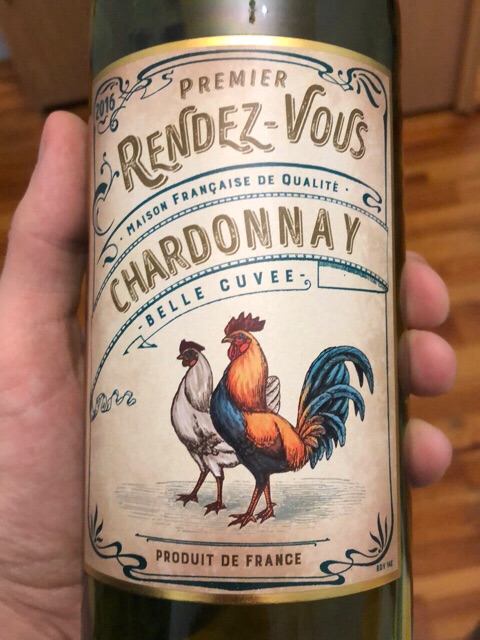 2016
PREMIER
RENDEZ-VOUS
· MAISON FRANÇAISE DE QUALITÉ ·
CHARDONNAY
-BELLE CUVEE-
PRODUIT DE FRANCE